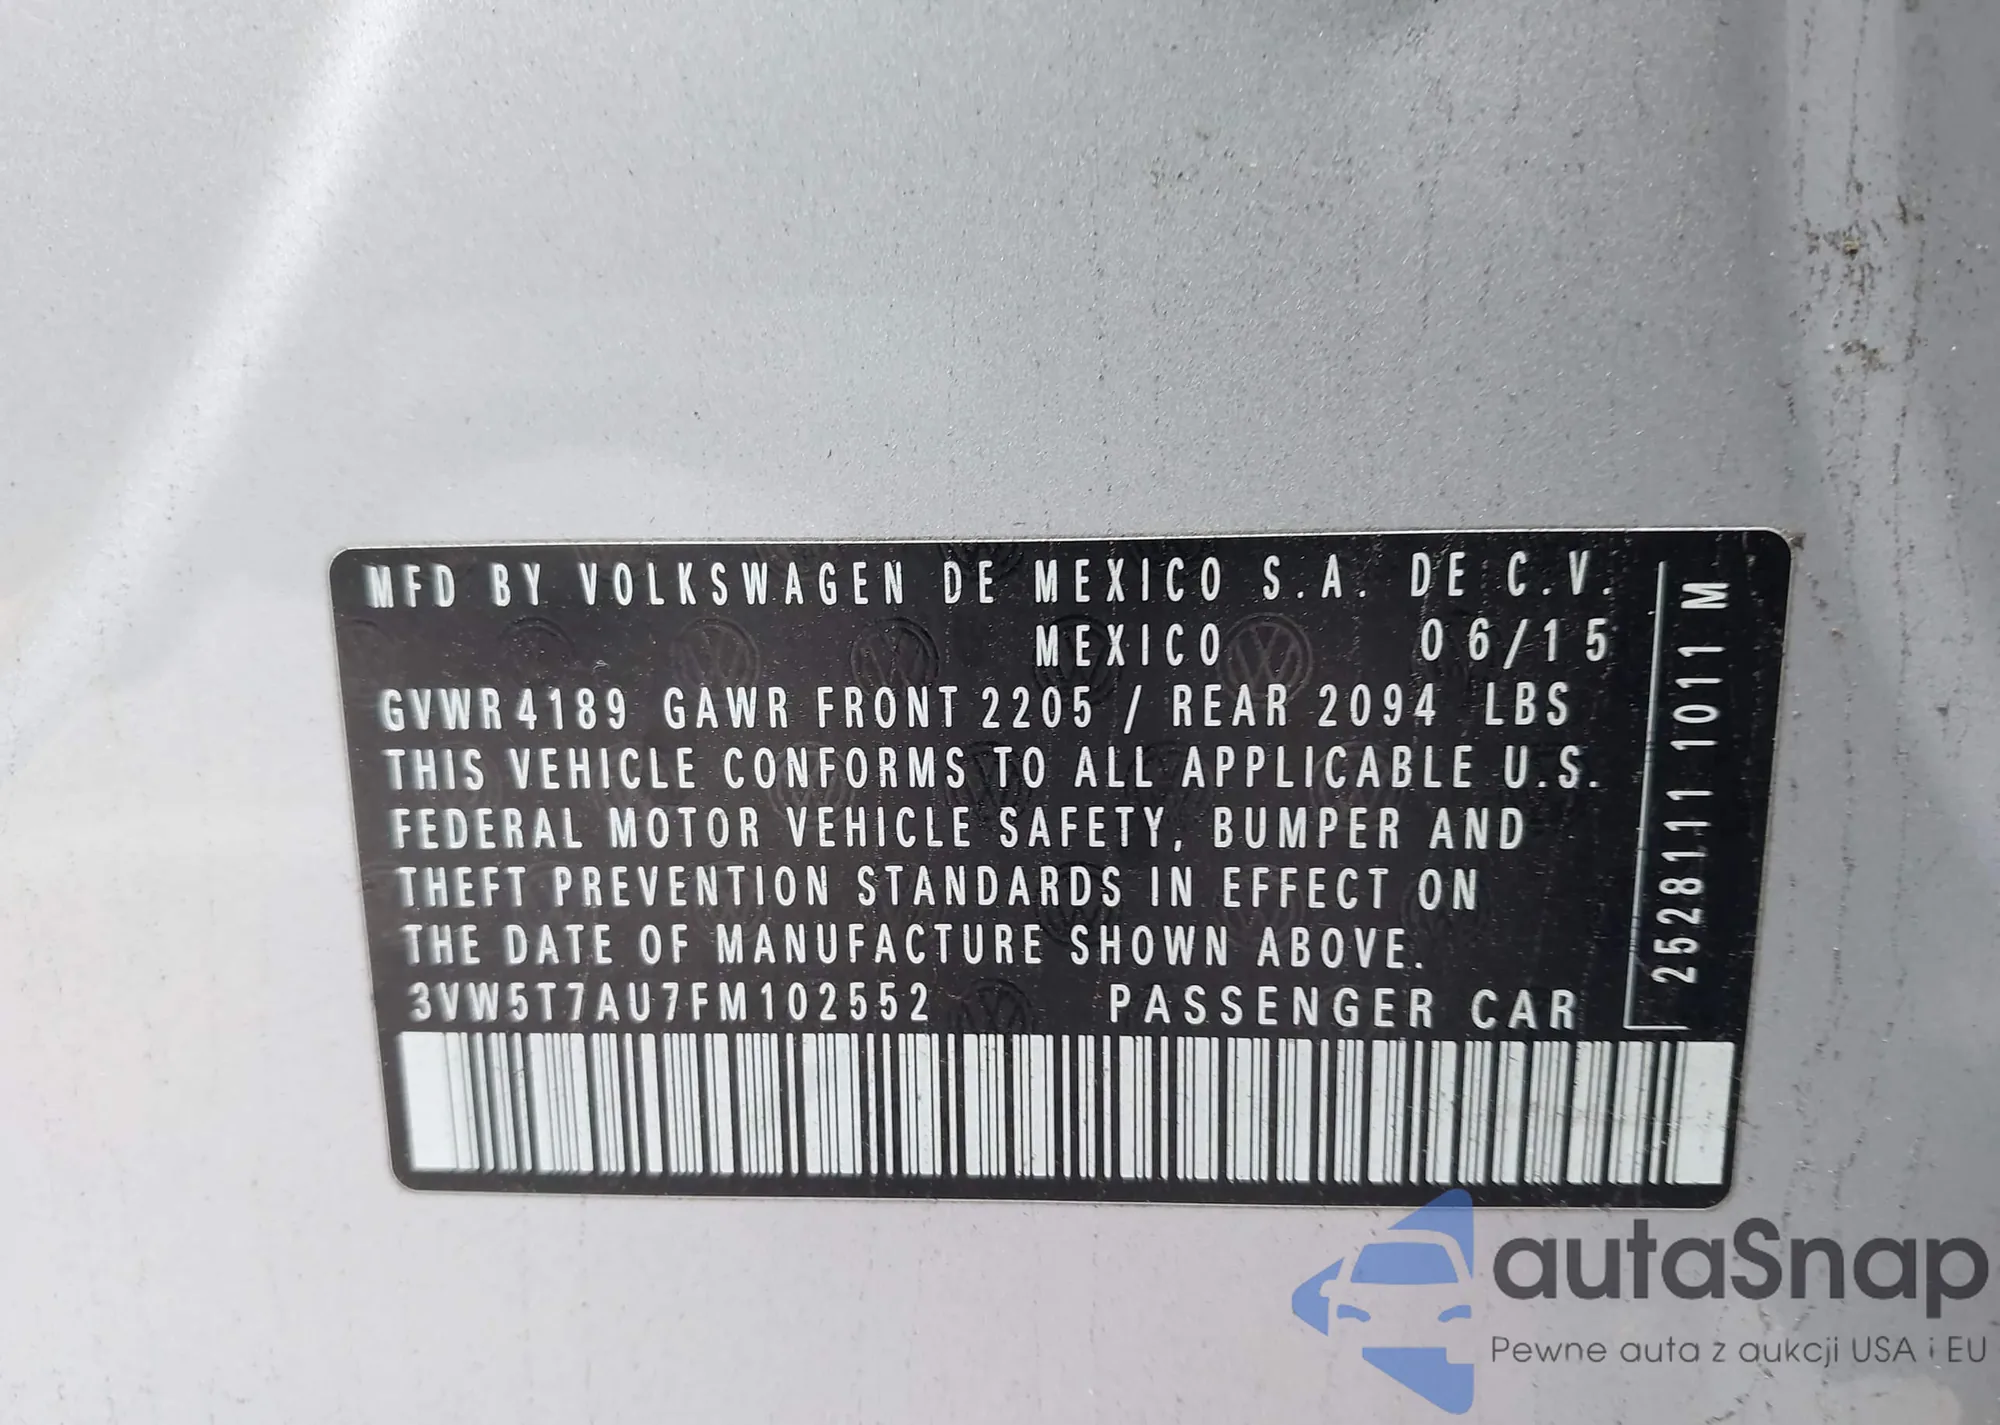 MFD BY VOLKSWAGEN DE MEXICO S.A. DE C.V.
MEXICO 06/15
GVWR 4189 GAWR FRONT 2205 / REAR 2094 LBS
THIS VEHICLE CONFORMS TO ALL APPLICABLE U.S.
FEDERAL MOTOR VEHICLE SAFETY, BUMPER AND
THEFT PREVENTION STANDARDS IN EFFECT ON
THE DATE OF MANUFACTURE SHOWN ABOVE.
3VW5T7AU7FM102552 PASSENGER CAR
2528111 1011 M
autaSnap
Pewne auta z aukcji USA i EU